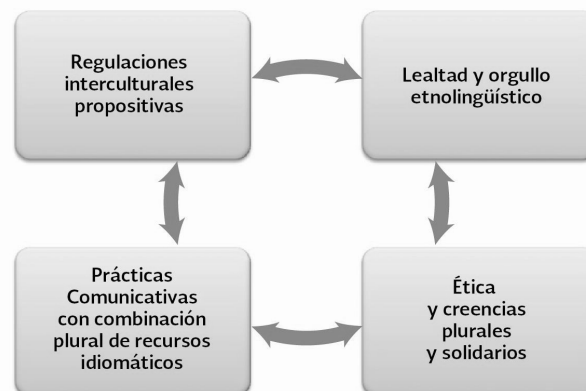 Regulaciones
interculturales
propositivas
Lealtad y orgullo
etnolingüístico
Prácticas
Comunicativas
con combinación
plural de recursos
idiomáticos
Ética
y creencias
plurales
y solidarios